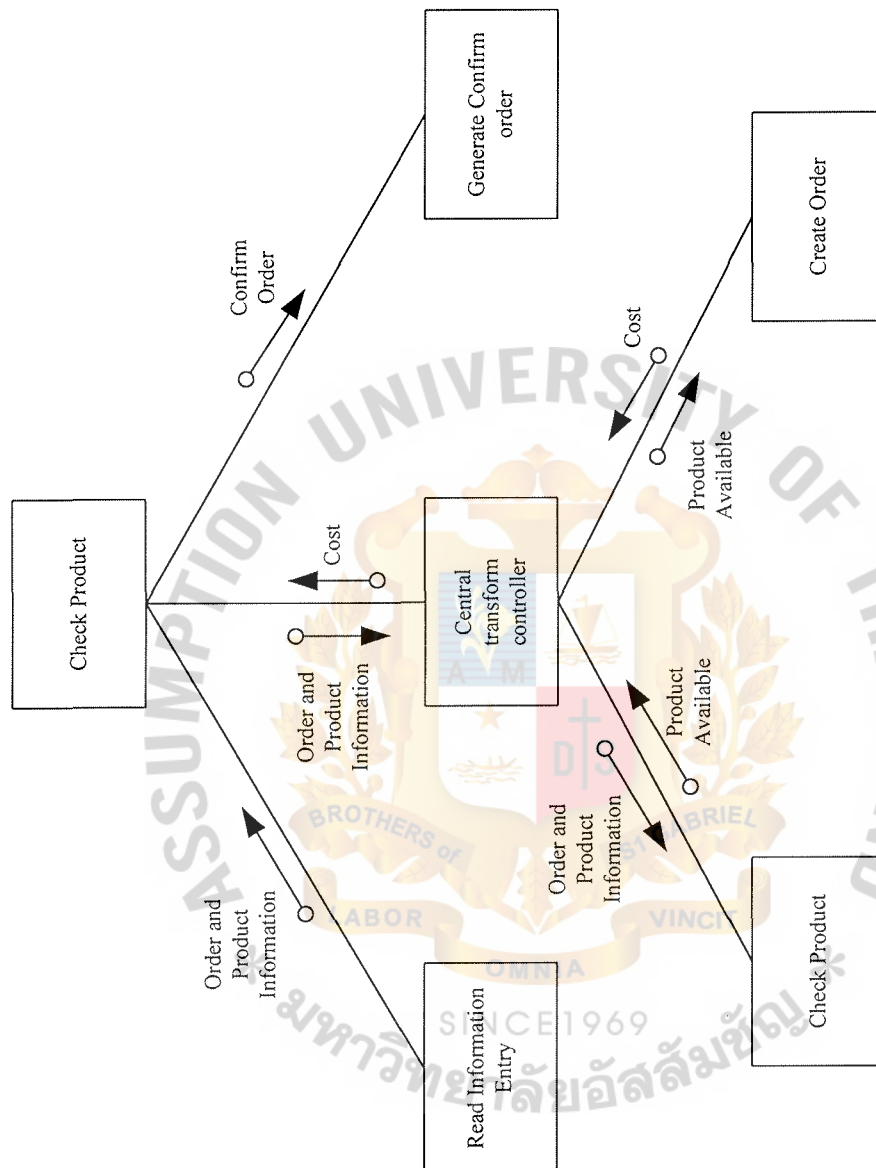 Check Product
Order and
Product
Information
Order and
Product
Information
Cost
Confirm
Order
Read Information
Entry
Central
transform
controller
Generate Confirm
order
Order and
Product
Information
Product
Available
Product
Available
Cost
Check Product
Create Order
ASSUMPTION UNIVERSITY OF
A M
D S
BROTHERS of
ST GABRIEL
LABOR
OMNIA
VINCIT
SINCE1969
* มหาวิทยาลัยอัสสัมชัญ *